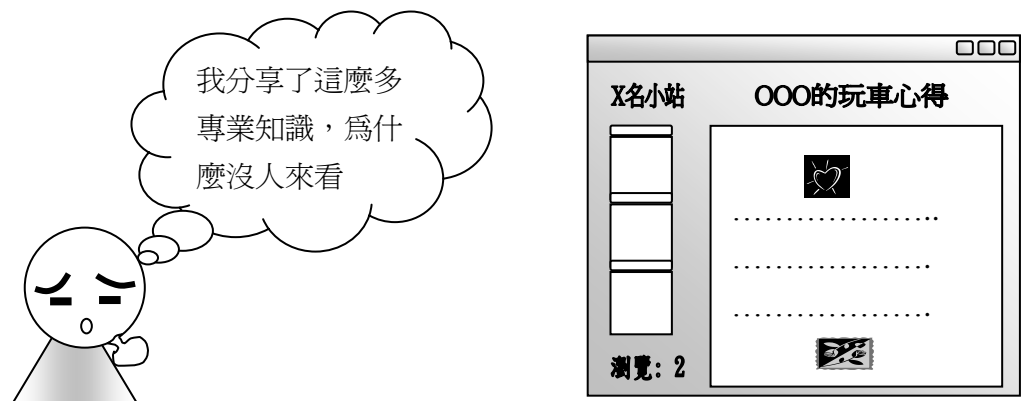 我分享了這麼多
專業知識，爲什
麼沒人來看
X名小站
OOO的玩車心得
瀏覽: 2